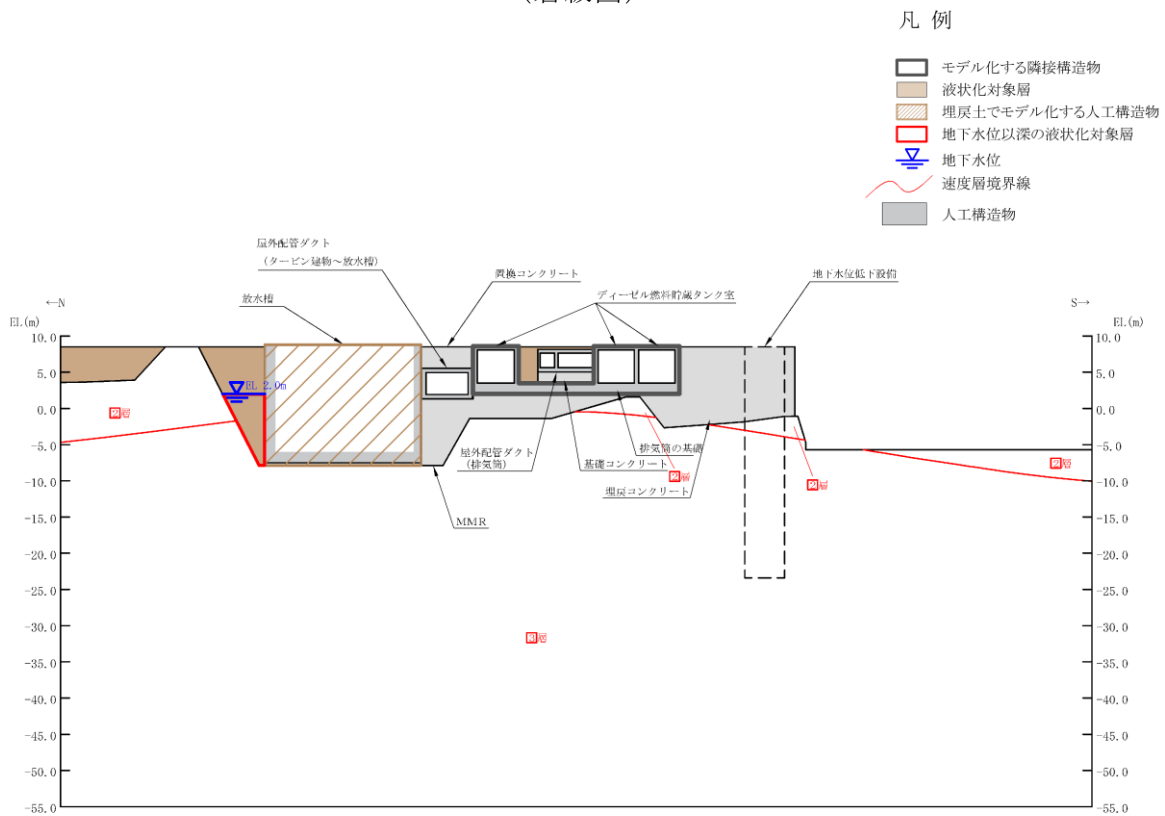 凡 例
モデル化する隣接構造物
液状化対象層
埋戻土でモデル化する人工構造物
地下水位以深の液状化対象層
地下水位
速度層境界線
人工構造物
屋外配管ダクト
(タービン建物～放水槽)
置換コンクリート
地下水位低下設備
放水槽
ディーゼル燃料貯蔵タンク室
←N
S→
EL(m)
EL(m)
10.0
10.0
5.0
5.0
EL 2.0m
0.0
0.0
②層
-5.0
-5.0
屋外配管ダクト
(排気筒)
排気筒の基礎
基礎コンクリート
②層
②層
②層
埋戻コンクリート
-10.0
-10.0
MMR
-15.0
-15.0
-20.0
-20.0
-25.0
-25.0
-30.0
-30.0
③層
-35.0
-35.0
-40.0
-40.0
-45.0
-45.0
-50.0
-50.0
-55.0
-55.0